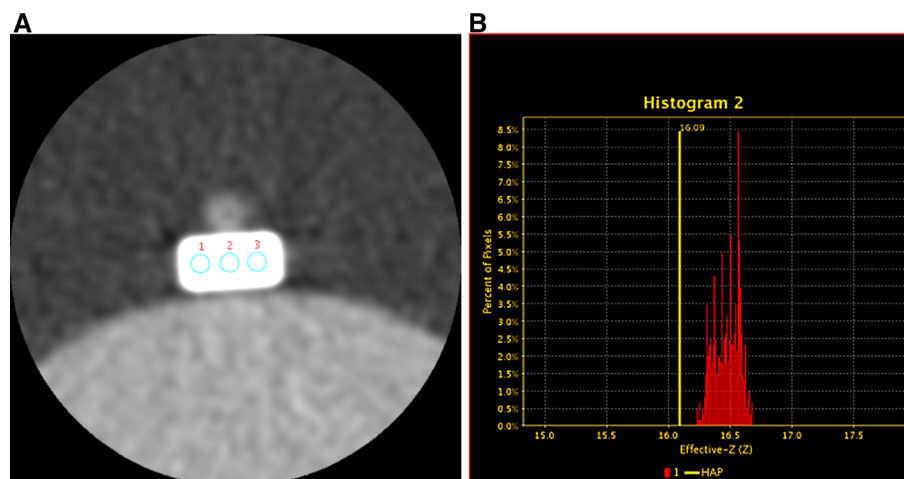 A
B
1 2 3
Histogram 2
16.09
8.5%
8.0%
7.5%
7.0%
6.5%
6.0%
5.5%
5.0%
4.5%
4.0%
3.5%
3.0%
2.5%
2.0%
1.5%
1.0%
0.5%
0.0%
Percent of Pixels
15.0 15.5 16.0 16.5 17.0 17.5
Effective-Z (Z)
1 HAP